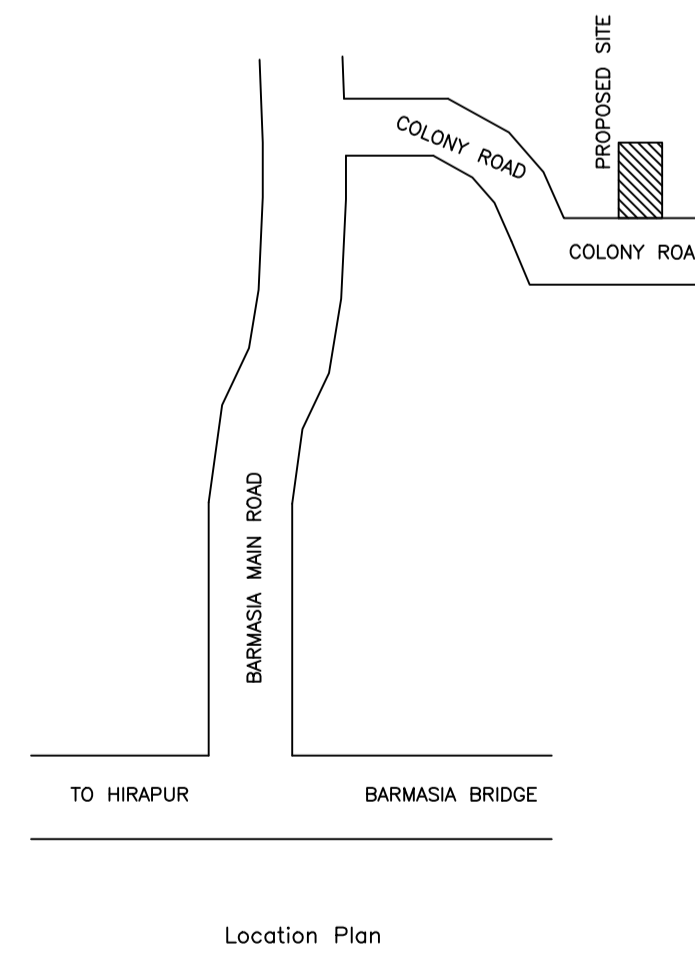 PROPOSED SITE
COLONY ROAD
COLONY ROA
BARMASIA MAIN ROAD
TO HIRAPUR
BARMASIA BRIDGE
Location Plan